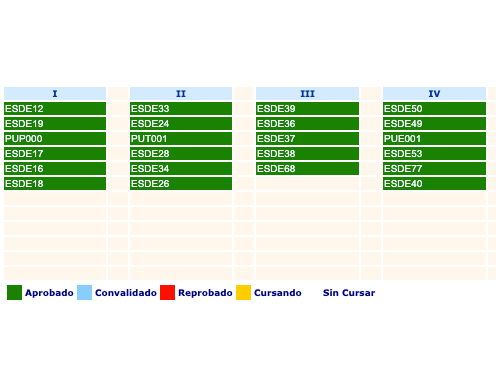 I II III IV
ESDE12 ESDE33 ESDE39 ESDE50
ESDE19 ESDE24 ESDE36 ESDE49
PUP000 PUT001 ESDE37 PUE001
ESDE17 ESDE28 ESDE38 ESDE53
ESDE16 ESDE34 ESDE68 ESDE77
ESDE18 ESDE26 ESDE40
Aprobado Convalidado Reprobado Cursando Sin Cursar